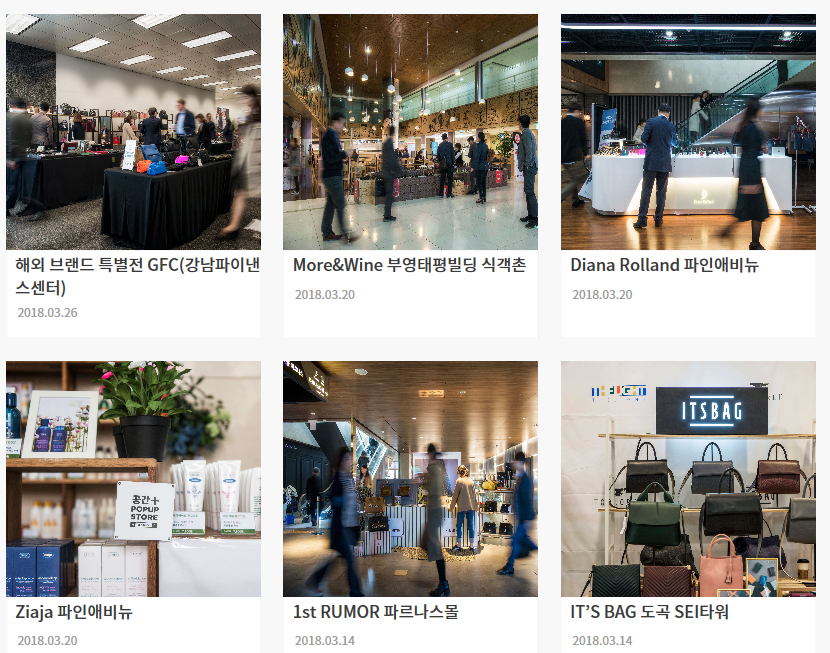 해외 브랜드 특별전 GFC(강남파이낸
스센터)
2018.03.26
More&Wine 부영태평빌딩 식객촌
2018.03.20
Diana Rolland 파인애비뉴
2018.03.20
공간+
POPUP
STORE
Ziaja 파인애비뉴
2018.03.20
1st RUMOR 파르나스몰
2018.03.14
ITSBAG
IT’S BAG 도곡 SEI타워
2018.03.14